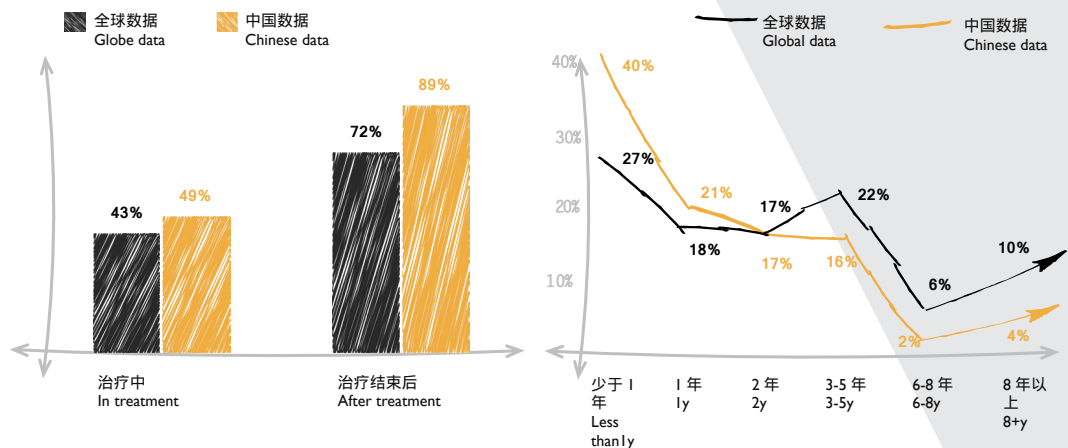 全球数据
Globe data
中国数据
Chinese data
43%
49%
72%
89%
治疗中
In treatment
治疗结束后
After treatment
全球数据
Global data
中国数据
Chinese data
40%
30%
20%
10%
40%
27%
21%
18%
17%
17%
22%
16%
6%
2%
10%
4%
少于 1
年
Less
than1y
1 年
1y
2 年
2y
3-5 年
3-5y
6-8 年
6-8y
8 年以
上
8+y